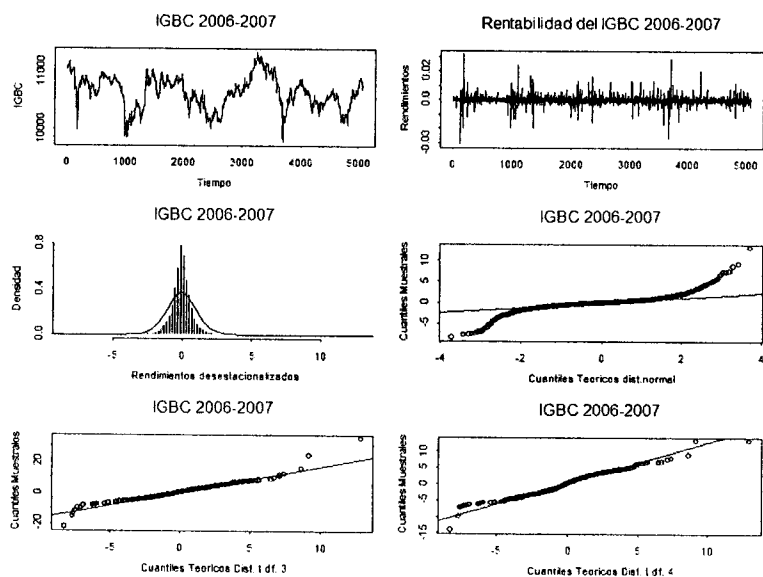 IGBC 2006-2007
IGBC
11000
10000
0 1000 2000 3000 4000 5000
Tiempo
Rentabilidad del IGBC 2006-2007
Rendimientos
0.02
0.0
-0.03
0 1000 2000 3000 4000 5000
Tiempo
IGBC 2006-2007
Densidad
0.8
0.4
0.0
-5 0 5 10
Rendimientos desestacionalizados
IGBC 2006-2007
Cuantiles Muestrales
10
5
0
-5
-4 -2 0 2 4
Cuantiles Teoricos dist.normal
IGBC 2006-2007
Cuantiles Muestrales
20
0
-20
-5 0 5 10
Cuantiles Teoricos Dist. t df. 3
IGBC 2006-2007
Cuantiles Muestrales
10
5
0
-5
-15
-5 0 5 10
Cuantiles Teoricos Dist. t df. 4